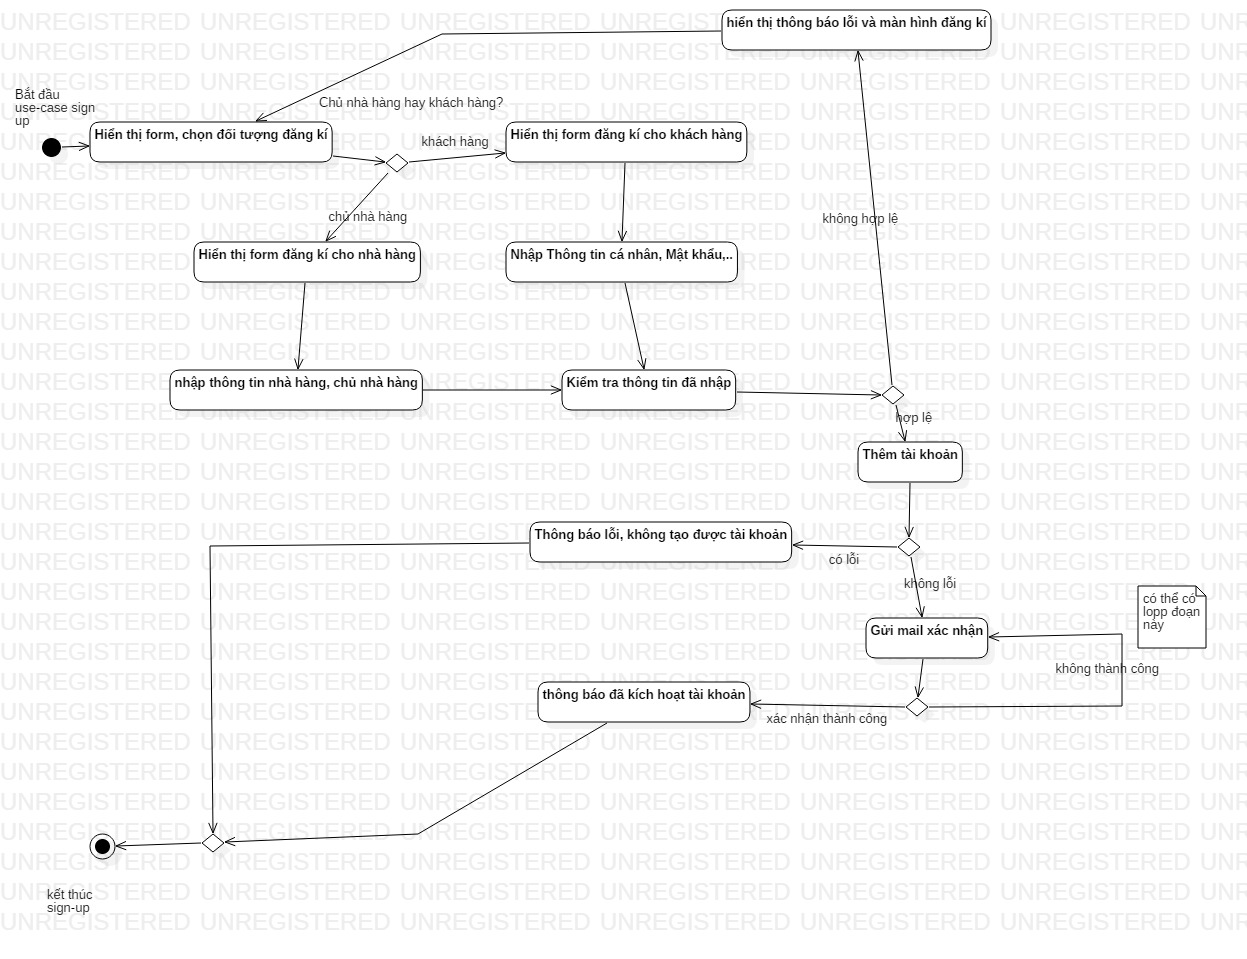 hiển thị thông báo lỗi và màn hình đăng kí
Bắt đầu
use-case sign
up
Chủ nhà hàng hay khách hàng?
Hiển thị form, chọn đối tượng đăng kí
khách hàng
Hiển thị form đăng kí cho khách hàng
chủ nhà hàng
không hợp lệ
Hiển thị form đăng kí cho nhà hàng
Nhập Thông tin cá nhân, Mật khẩu,..
nhập thông tin nhà hàng, chủ nhà hàng
Kiểm tra thông tin đã nhập
hợp lệ
Thêm tài khoản
Thông báo lỗi, không tạo được tài khoản
có lỗi
không lỗi
có thể có
lopp đoạn
này
Gửi mail xác nhận
không thành công
thông báo đã kích hoạt tài khoản
xác nhận thành công
kết thúc
sign-up
UNREGISTERED